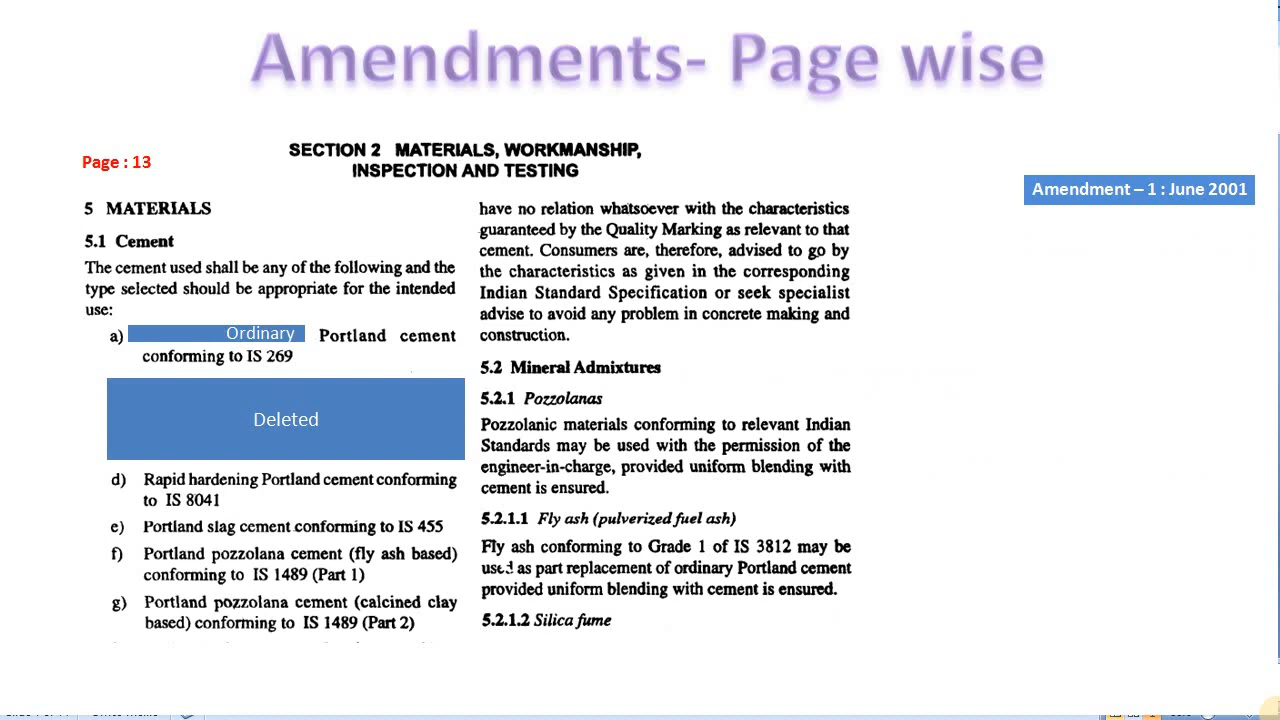 Amendments- Page wise
Page : 13
SECTION 2 MATERIALS, WORKMANSHIP,
INSPECTION AND TESTING
Amendment – 1 : June 2001
5 MATERIALS
5.1 Cement
The cement used shall be any of the following and the
type selected should be appropriate for the intended
use:
a) Ordinary Portland cement
conforming to IS 269
Deleted
d) Rapid hardening Portland cement conforming
to IS 8041
e) Portland slag cement conforming to IS 455
f) Portland pozzolana cement (fly ash based)
conforming to IS 1489 (Part 1)
g) Portland pozzolana cement (calcined clay
based) conforming to IS 1489 (Part 2)
have no relation whatsoever with the characteristics
guaranteed by the Quality Marking as relevant to that
cement. Consumers are, therefore, advised to go by
the characteristics as given in the corresponding
Indian Standard Specification or seek specialist
advise to avoid any problem in concrete making and
construction.
5.2 Mineral Admixtures
5.2.1 Pozzolanas
Pozzolanic materials conforming to relevant Indian
Standards may be used with the permission of the
engineer-in-charge, provided uniform blending with
cement is ensured.
5.2.1.1 Fly ash (pulverized fuel ash)
Fly ash conforming to Grade 1 of IS 3812 may be
used as part replacement of ordinary Portland cement
provided uniform blending with cement is ensured.
5.2.1.2 Silica fume